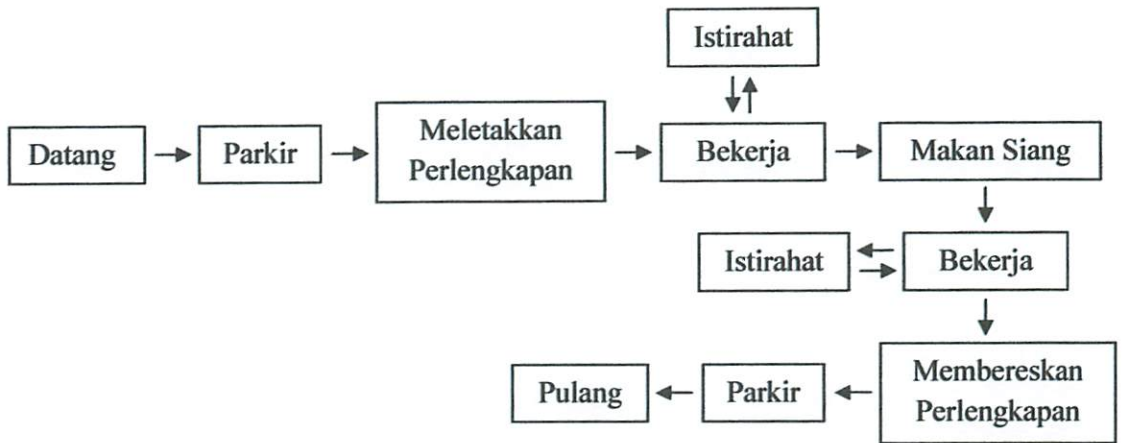 Istirahat
Datang
Parkir
Meletakkan
Perlengkapan
Bekerja
Makan Siang
Istirahat
Bekerja
Membereskan
Perlengkapan
Parkir
Pulang